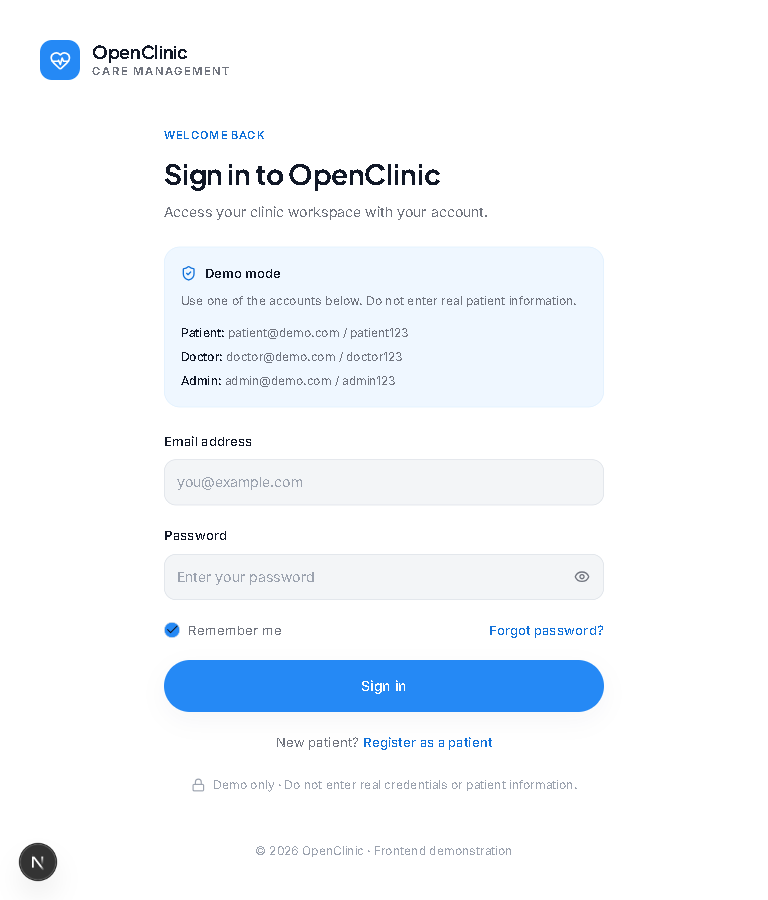 OpenClinic
CARE MANAGEMENT
WELCOME BACK
Sign in to OpenClinic
Access your clinic workspace with your account.
Demo mode
Use one of the accounts below. Do not enter real patient information.
Patient: patient@demo.com / patient123
Doctor: doctor@demo.com / doctor123
Admin: admin@demo.com / admin123
Email address
you@example.com
Password
Enter your password
Remember me
Forgot password?
Sign in
New patient? Register as a patient
Demo only · Do not enter real credentials or patient information.
© 2026 OpenClinic · Frontend demonstration
N